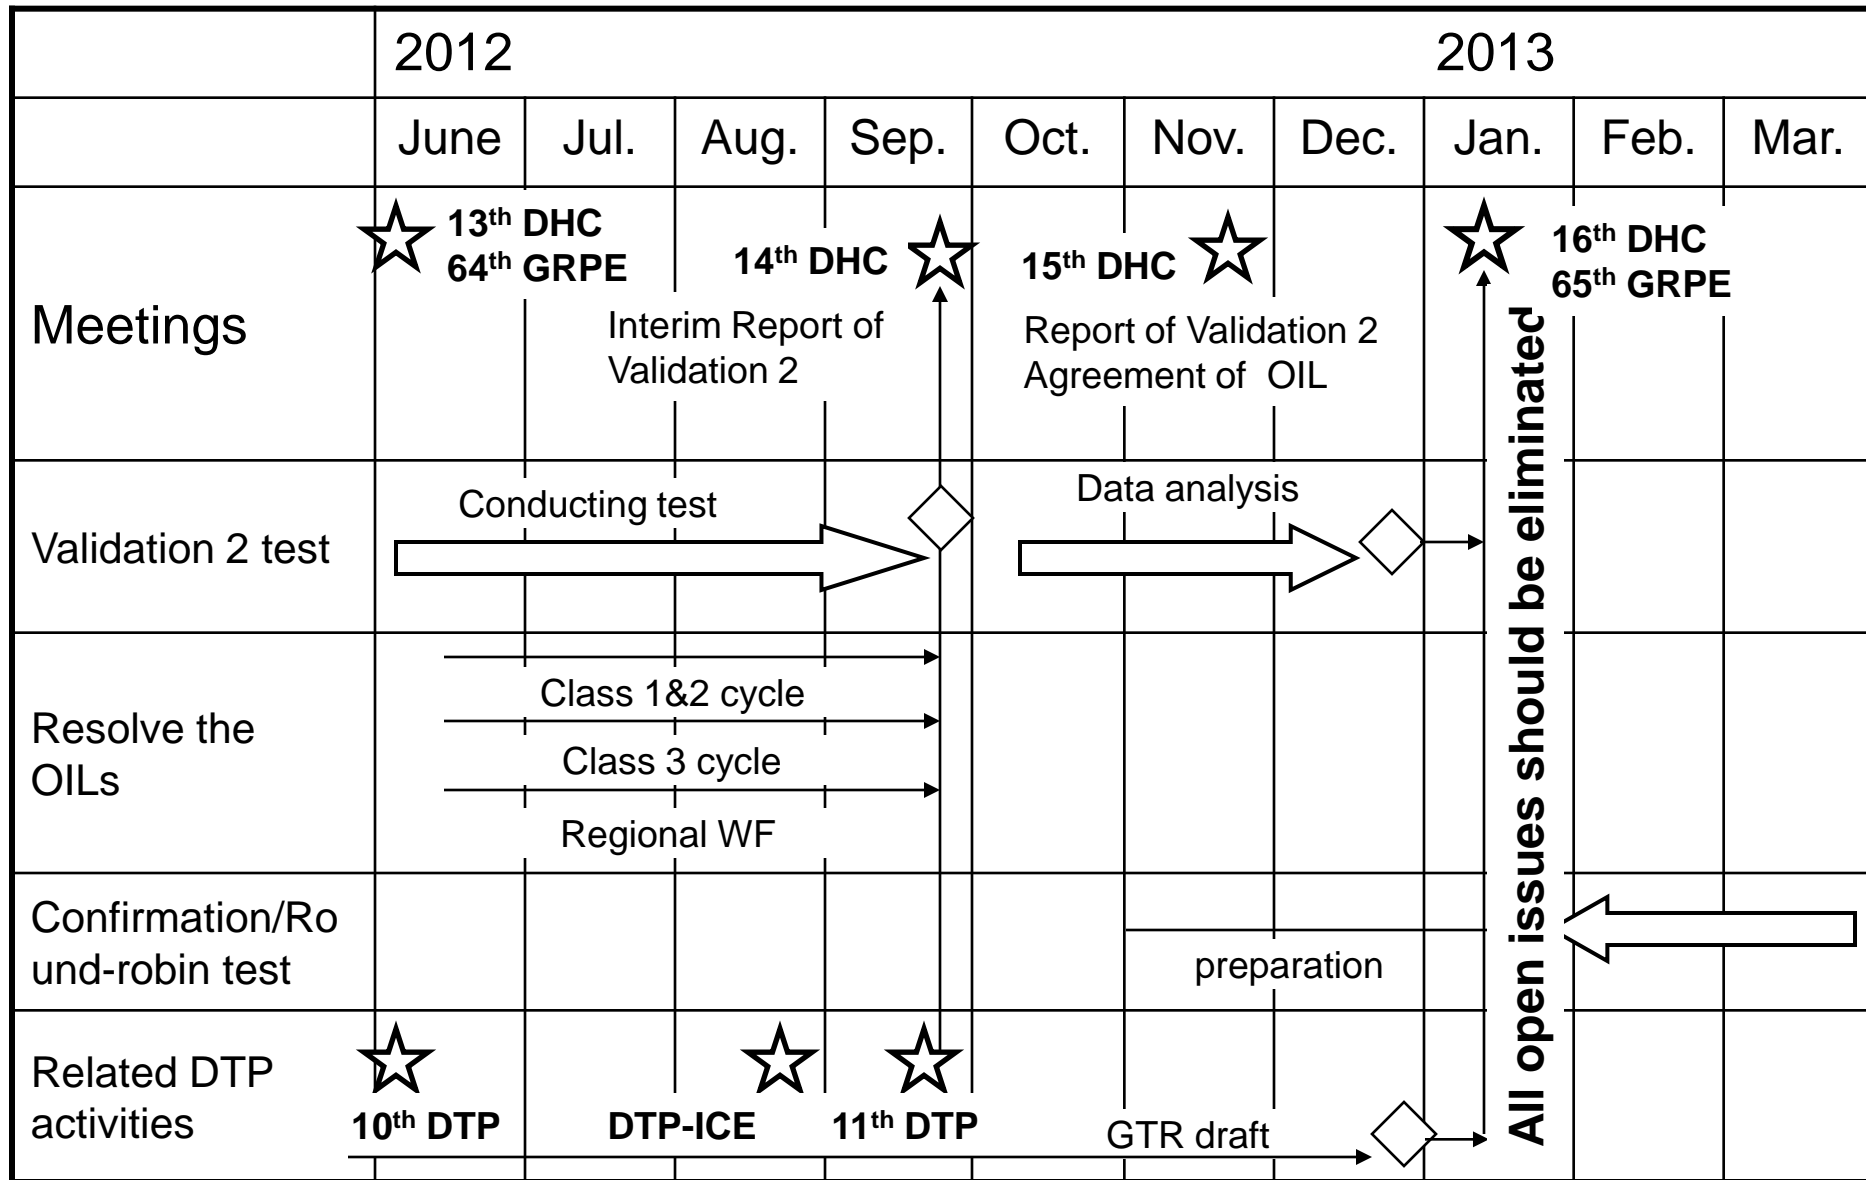 2012
2013
June
Jul.
Aug.
Sep.
Oct.
Nov.
Dec.
Jan.
Feb.
Mar.
Meetings
13th DHC
64th GRPE
14th DHC
Interim Report of
Validation 2
15th DHC
Report of Validation 2
Agreement of OIL
16th DHC
65th GRPE
All open issues should be eliminated
Validation 2 test
Conducting test
Data analysis
Resolve the
OILs
Class 1&2 cycle
Class 3 cycle
Regional WF
Confirmation/Ro
und-robin test
preparation
Related DTP
activities
10th DTP
DTP-ICE
11th DTP
GTR draft